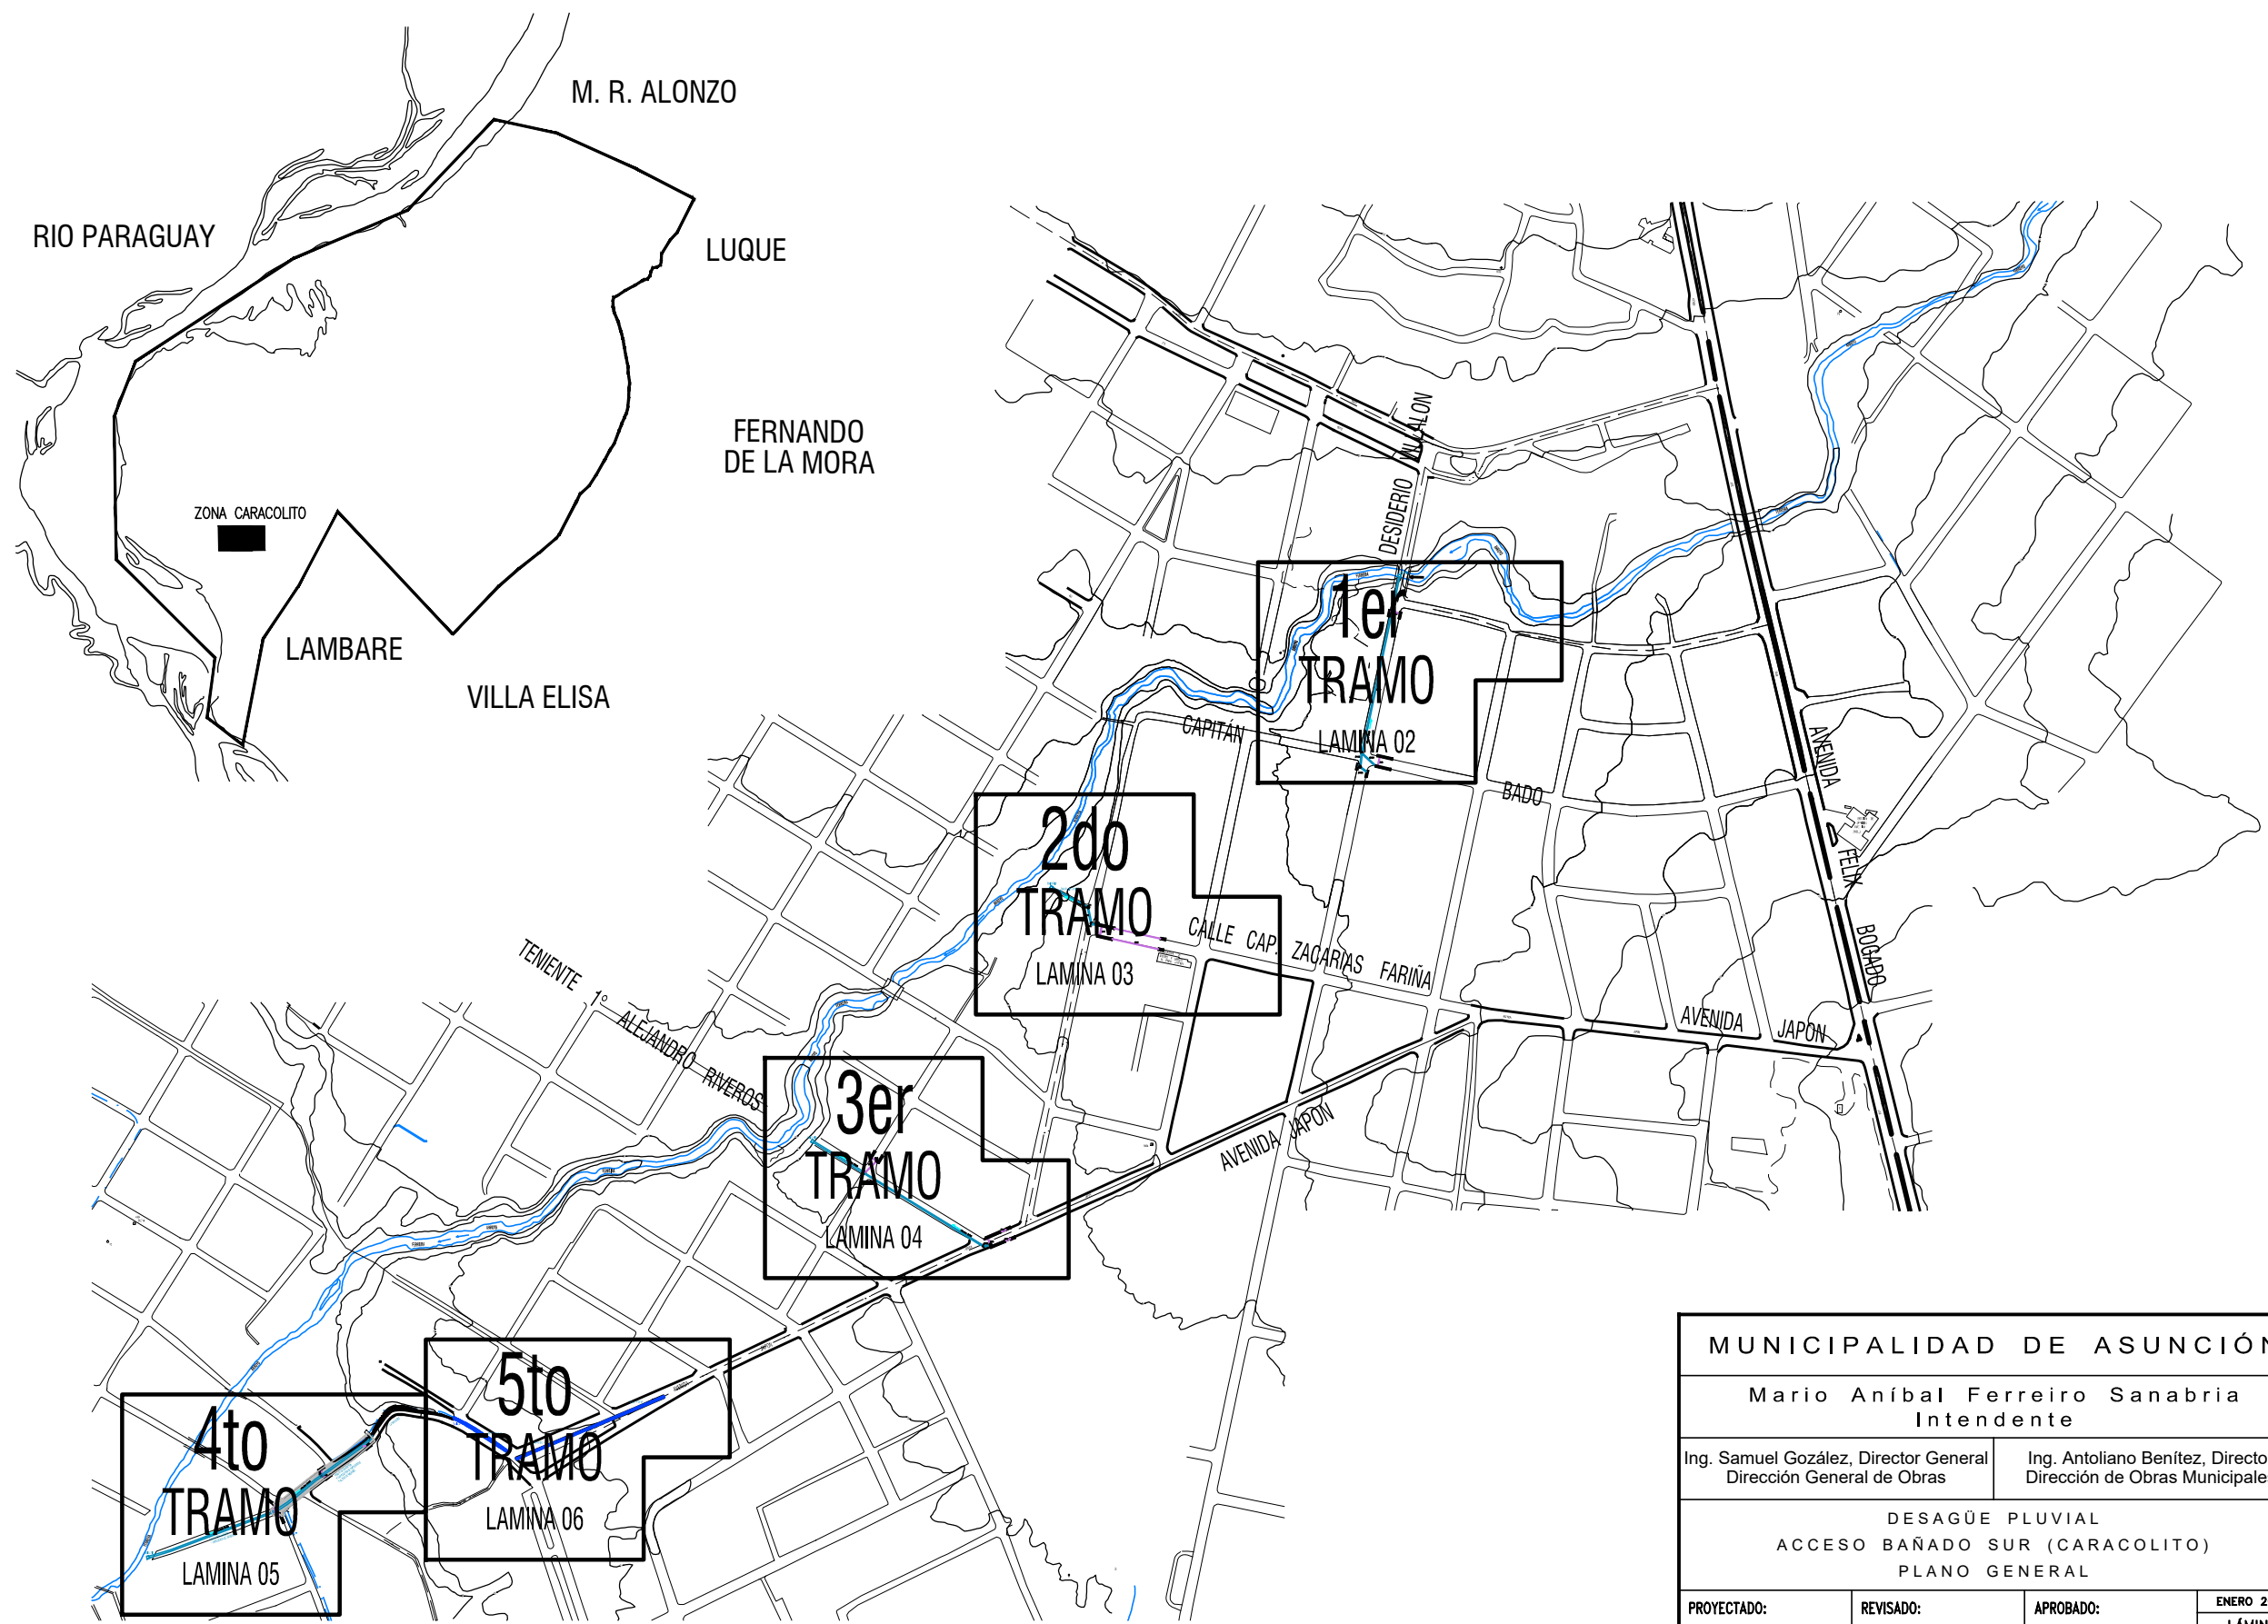 M. R. ALONZO
RIO PARAGUAY
LUQUE
FERNANDO
DE LA MORA
ZONA CARACOLITO
LAMBARE
VILLA ELISA
DESIDERIO
1er
TRAMO
LAMINA 02
CAPITÁN
BADO
AVENIDA
FELIX
BOGADO
2do
TRAMO
LAMINA 03
CALLE CAP. ZACARIAS FARIÑA
AVENIDA JAPON
TENIENTE 1º ALEJANDRO RIVEROS
3er
TRAMO
LAMINA 04
AVENIDA JAPON
5to
TRAMO
LAMINA 06
4to
TRAMO
LAMINA 05
MUNICIPALIDAD DE ASUNCIÓN
Mario Aníbal Ferreiro Sanabria
Intendente
Ing. Samuel Gozález, Director General
Dirección General de Obras
Ing. Antoliano Benítez, Directo
Dirección de Obras Municipale
DESAGÜE PLUVIAL
ACCESO BAÑADO SUR (CARACOLITO)
PLANO GENERAL
PROYECTADO:
REVISADO:
APROBADO:
ENERO 2